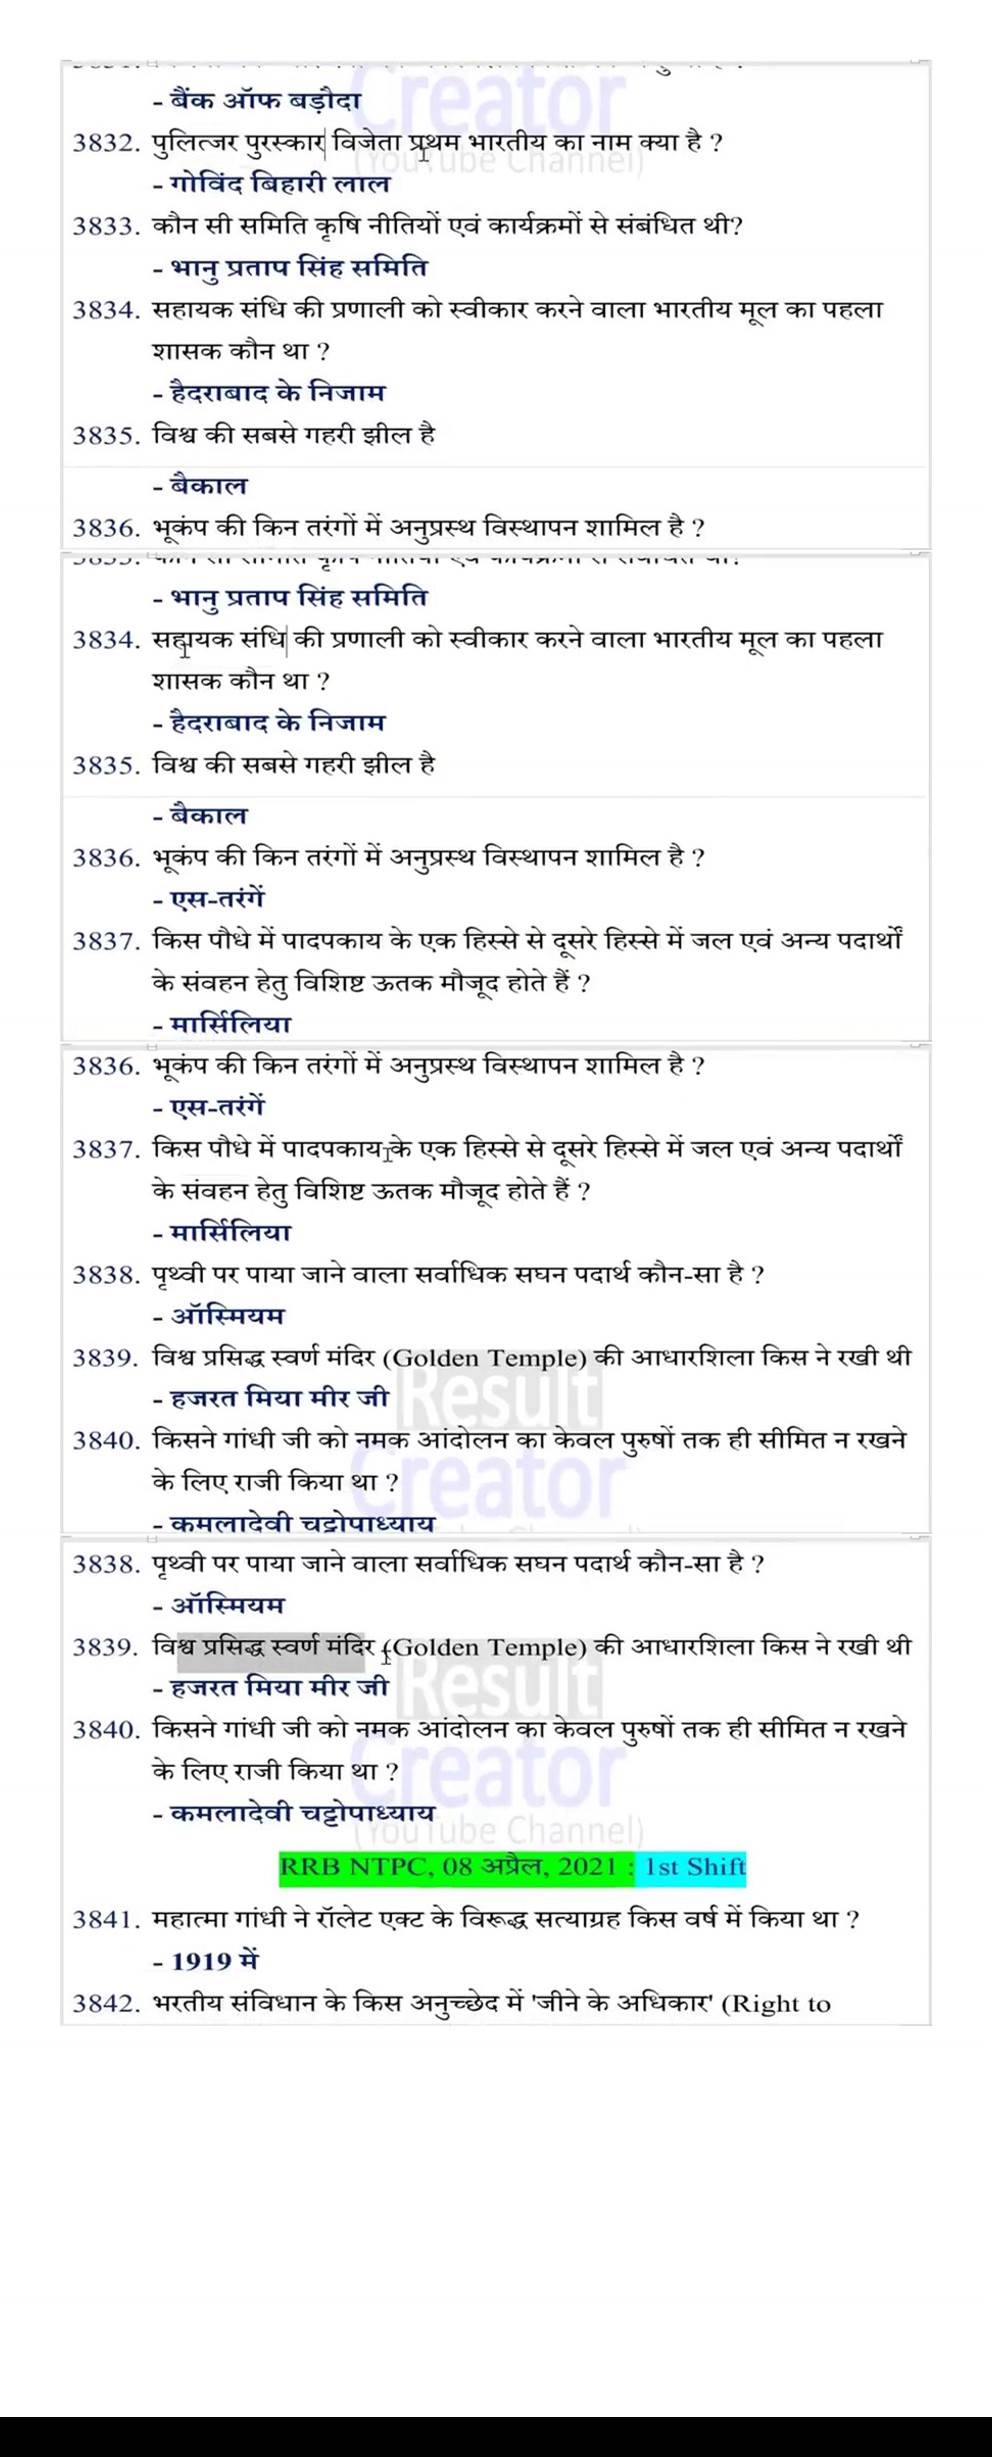 - बैंक ऑफ बड़ौदा
3832. पुलित्जर पुरस्कार विजेता प्रथम भारतीय का नाम क्या है ?
(YouTube Channel)
- गोविंद बिहारी लाल
3833. कौन सी समिति कृषि नीतियों एवं कार्यक्रमों से संबंधित थी?
- भानु प्रताप सिंह समिति
3834. सहायक संधि की प्रणाली को स्वीकार करने वाला भारतीय मूल का पहला
शासक कौन था ?
- हैदराबाद के निजाम
3835. विश्व की सबसे गहरी झील है
- बैकाल
3836. भूकंप की किन तरंगों में अनुप्रस्थ विस्थापन शामिल है ?
- भानु प्रताप सिंह समिति
3834. सहायक संधि की प्रणाली को स्वीकार करने वाला भारतीय मूल का पहला
शासक कौन था ?
- हैदराबाद के निजाम
3835. विश्व की सबसे गहरी झील है
- बैकाल
3836. भूकंप की किन तरंगों में अनुप्रस्थ विस्थापन शामिल है ?
- एस-तरंगें
3837. किस पौधे में पादपकाय के एक हिस्से से दूसरे हिस्से में जल एवं अन्य पदार्थों
के संवहन हेतु विशिष्ट ऊतक मौजूद होते हैं ?
- मार्सिलिया
3836. भूकंप की किन तरंगों में अनुप्रस्थ विस्थापन शामिल है ?
- एस-तरंगें
3837. किस पौधे में पादपकाय के एक हिस्से से दूसरे हिस्से में जल एवं अन्य पदार्थों
के संवहन हेतु विशिष्ट ऊतक मौजूद होते हैं ?
- मार्सिलिया
3838. पृथ्वी पर पाया जाने वाला सर्वाधिक सघन पदार्थ कौन-सा है ?
- ऑस्मियम
3839. विश्व प्रसिद्ध स्वर्ण मंदिर (Golden Temple) की आधारशिला किस ने रखी थी
- हजरत मिया मीर जी
Result
3840. किसने गांधी जी को नमक आंदोलन का केवल पुरुषों तक ही सीमित न रखने
के लिए राजी किया था ?
Creator
- कमलादेवी चट्टोपाध्याय
3838. पृथ्वी पर पाया जाने वाला सर्वाधिक सघन पदार्थ कौन-सा है ?
- ऑस्मियम
3839. विश्व प्रसिद्ध स्वर्ण मंदिर (Golden Temple) की आधारशिला किस ने रखी थी
- हजरत मिया मीर जी
Result
3840. किसने गांधी जी को नमक आंदोलन का केवल पुरुषों तक ही सीमित न रखने
के लिए राजी किया था ?
Creator
- कमलादेवी चट्टोपाध्याय
(YouTube Channel)
RRB NTPC, 08 अप्रैल, 2021 : 1st Shift
3841. महात्मा गांधी ने रॉलेट एक्ट के विरूद्ध सत्याग्रह किस वर्ष में किया था ?
- 1919 में
3842. भरतीय संविधान के किस अनुच्छेद में 'जीने के अधिकार' (Right to